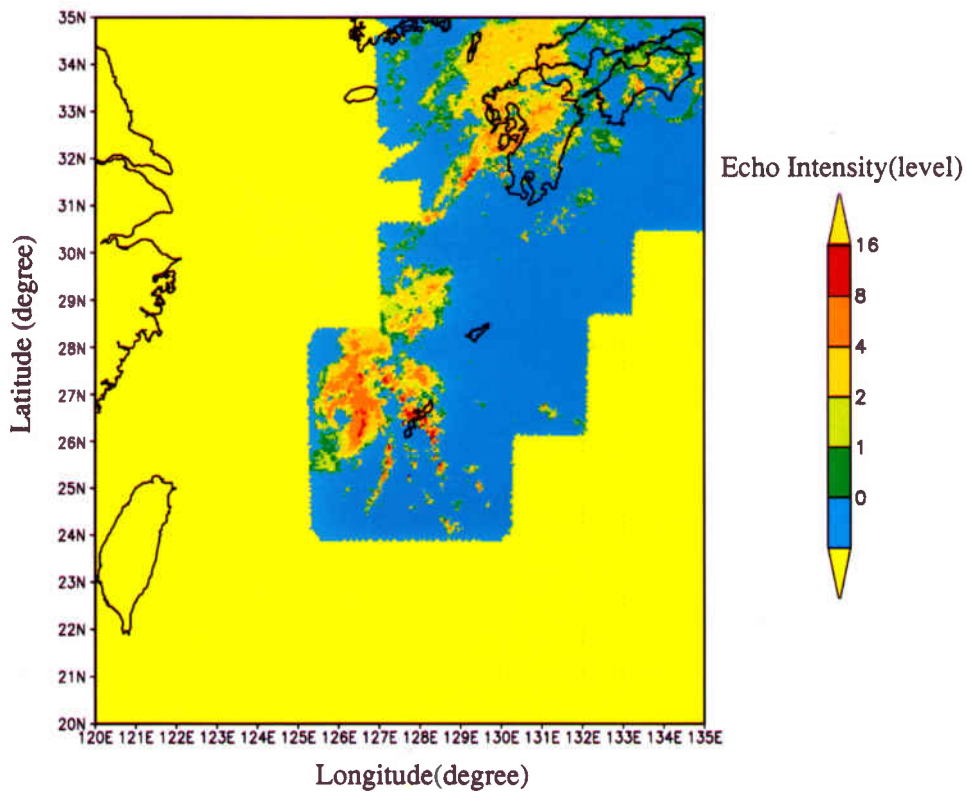 35N
34N
33N
32N
31N
30N
29N
28N
27N
26N
25N
24N
23N
22N
21N
20N
120E 121E 122E 123E 124E 125E 126E 127E 128E 129E 130E 131E 132E 133E 134E 135E
Latitude (degree)
Longitude(degree)
Echo Intensity(level)
16
8
4
2
1
0